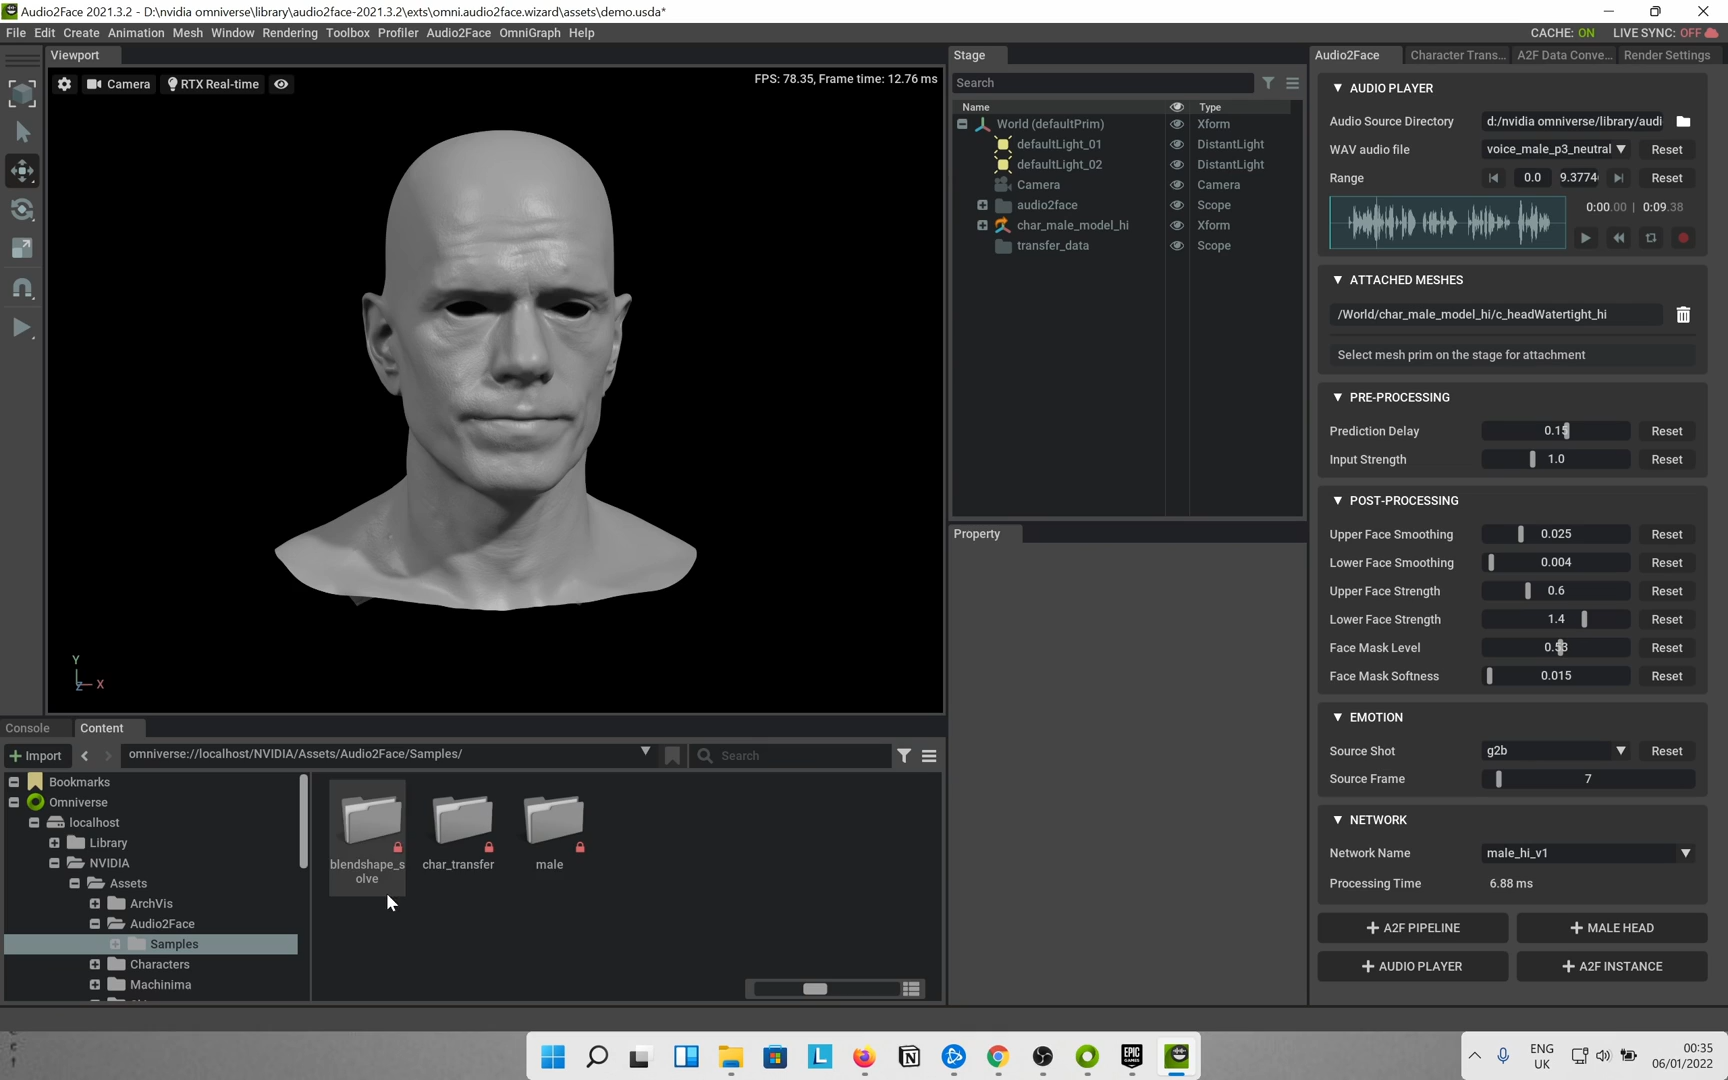 Audio2Face 2021.3.2 - D:\nvidia omniverse\library\audio2face-2021.3.2\exts\omni.audio2face.wizard\assets\demo.usda*
File Edit Create Animation Mesh Window Rendering Toolbox Profiler Audio2Face OmniGraph Help
CACHE: ON LIVE SYNC: OFF
Viewport
Camera RTX Real-time
FPS: 78.35, Frame time: 12.76 ms
Y
Z X
Stage
Search
Name Type
World (defaultPrim) Xform
defaultLight_01 DistantLight
defaultLight_02 DistantLight
Camera Camera
audio2face Scope
char_male_model_hi Xform
transfer_data Scope
Property
Audio2Face Character Trans... A2F Data Conve... Render Settings
AUDIO PLAYER
Audio Source Directory d:/nvidia omniverse/library/audi
WAV audio file voice_male_p3_neutral Reset
Range 0.0 9.3774 Reset
0:00.00 | 0:09.38
ATTACHED MESHES
/World/char_male_model_hi/c_headWatertight_hi
Select mesh prim on the stage for attachment
PRE-PROCESSING
Prediction Delay 0.15 Reset
Input Strength 1.0 Reset
POST-PROCESSING
Upper Face Smoothing 0.025 Reset
Lower Face Smoothing 0.004 Reset
Upper Face Strength 0.6 Reset
Lower Face Strength 1.4 Reset
Face Mask Level 0.53 Reset
Face Mask Softness 0.015 Reset
EMOTION
Source Shot g2b Reset
Source Frame 7
NETWORK
Network Name male_hi_v1
Processing Time 6.88 ms
+ A2F PIPELINE + MALE HEAD
+ AUDIO PLAYER + A2F INSTANCE
Console Content
+ Import omniverse://localhost/NVIDIA/Assets/Audio2Face/Samples/ Search
Bookmarks
Omniverse
localhost
Library
NVIDIA
Assets
ArchVis
Audio2Face
Samples
Characters
Machinima
blendshape_s
olve
char_transfer
male
L
N
EPIC
GAMES
ENG
UK
00:35
06/01/2022